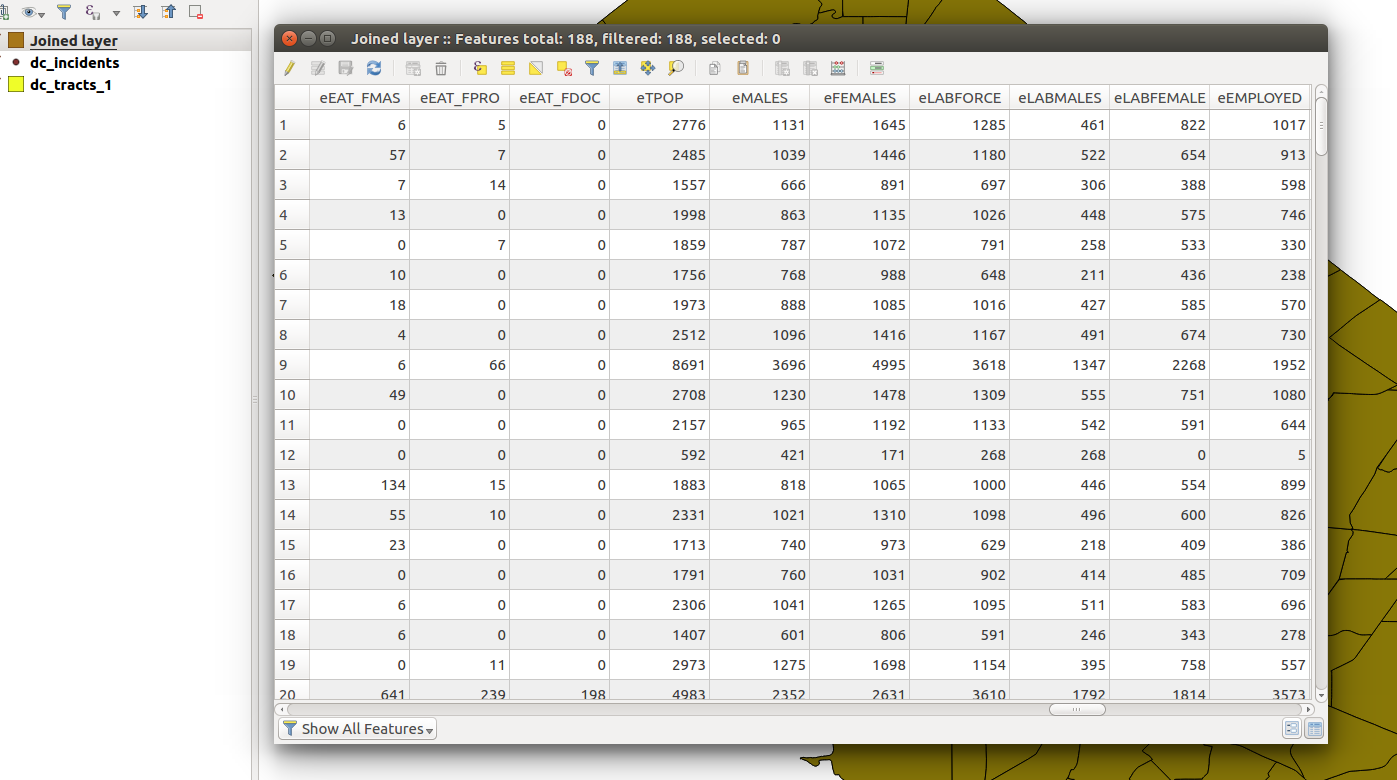 Joined layer
dc_incidents
dc_tracts_1
Joined layer :: Features total: 188, filtered: 188, selected: 0
eEAT_FMAS eEAT_FPRO eEAT_FDOC eTPOP eMALES eFEMALES eLABFORCE eLABMALES eLABFEMALE eEMPLOYED
1 6 5 0 2776 1131 1645 1285 461 822 1017
2 57 7 0 2485 1039 1446 1180 522 654 913
3 7 14 0 1557 666 891 697 306 388 598
4 13 0 0 1998 863 1135 1026 448 575 746
5 0 7 0 1859 787 1072 791 258 533 330
6 10 0 0 1756 768 988 648 211 436 238
7 18 0 0 1973 888 1085 1016 427 585 570
8 4 0 0 2512 1096 1416 1167 491 674 730
9 6 66 0 8691 3696 4995 3618 1347 2268 1952
10 49 0 0 2708 1230 1478 1309 555 751 1080
11 0 0 0 2157 965 1192 1133 542 591 644
12 0 0 0 592 421 171 268 268 0 5
13 134 15 0 1883 818 1065 1000 446 554 899
14 55 10 0 2331 1021 1310 1098 496 600 826
15 23 0 0 1713 740 973 629 218 409 386
16 0 0 0 1791 760 1031 902 414 485 709
17 6 0 0 2306 1041 1265 1095 511 583 696
18 6 0 0 1407 601 806 591 246 343 278
19 0 11 0 2973 1275 1698 1154 395 758 557
20 641 239 198 4983 2352 2631 3610 1792 1814 3573
Show All Features